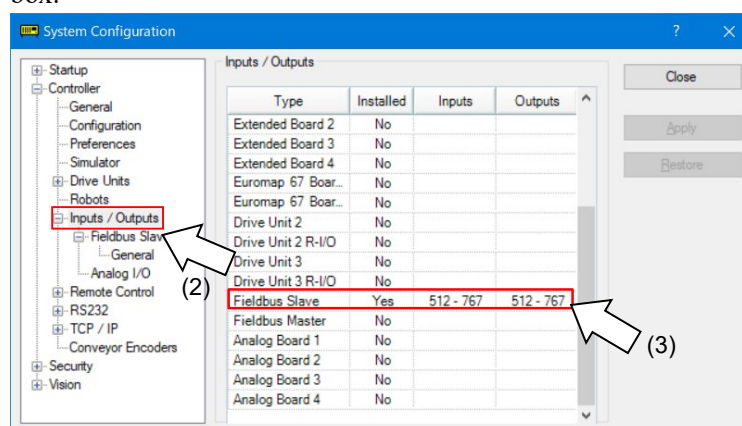 box.
System Configuration ? ×
Startup
Controller
General
Configuration
Preferences
Simulator
Drive Units
Robots
Inputs / Outputs
Fieldbus Slav
General
Analog I/O
Remote Control
RS232
TCP / IP
Conveyor Encoders
Security
Vision
(2)
Inputs / Outputs
Type Installed Inputs Outputs
Extended Board 2 No
Extended Board 3 No
Extended Board 4 No
Euromap 67 Boar... No
Euromap 67 Boar... No
Drive Unit 2 No
Drive Unit 2 R-I/O No
Drive Unit 3 No
Drive Unit 3 R-I/O No
Fieldbus Slave Yes 512 - 767 512 - 767
Fieldbus Master No
Analog Board 1 No
Analog Board 2 No
Analog Board 3 No
Analog Board 4 No
(3)
Close
Apply
Restore